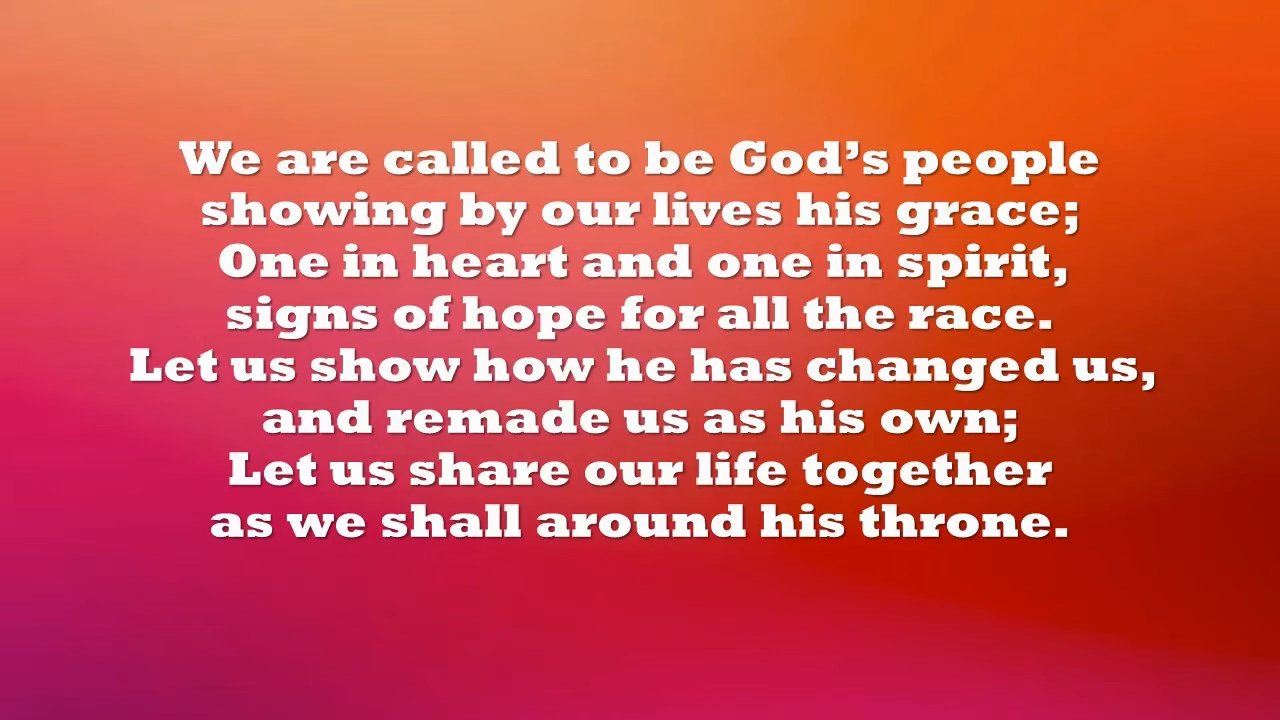 We are called to be God’s people
showing by our lives his grace;
One in heart and one in spirit,
signs of hope for all the race.
Let us show how he has changed us,
and remade us as his own;
Let us share our life together
as we shall around his throne.